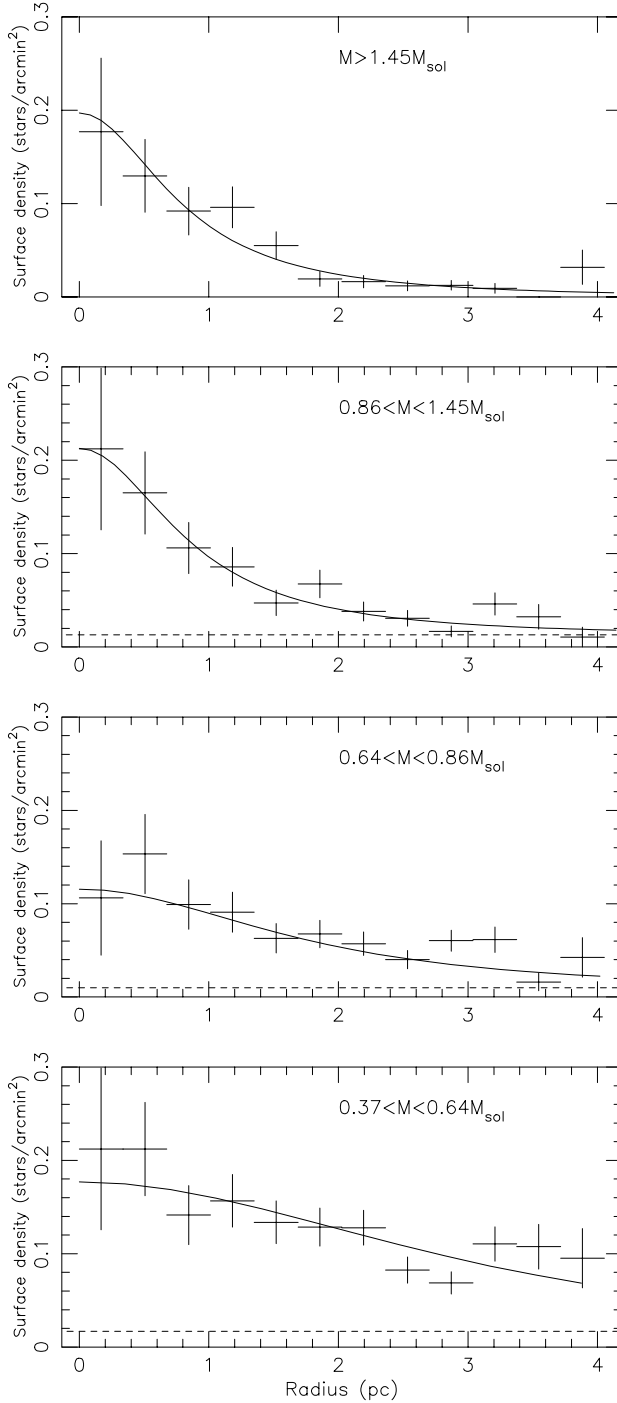 Surface density (stars/arcmin²)
0.3
0.2
0.1
0
M>1.45M_sol
0 1 2 3 4
Surface density (stars/arcmin²)
0.3
0.2
0.1
0
0.86<M<1.45M_sol
0 1 2 3 4
Surface density (stars/arcmin²)
0.3
0.2
0.1
0
0.64<M<0.86M_sol
0 1 2 3 4
Surface density (stars/arcmin²)
0.3
0.2
0.1
0
0.37<M<0.64M_sol
0 1 2 3 4
Radius (pc)